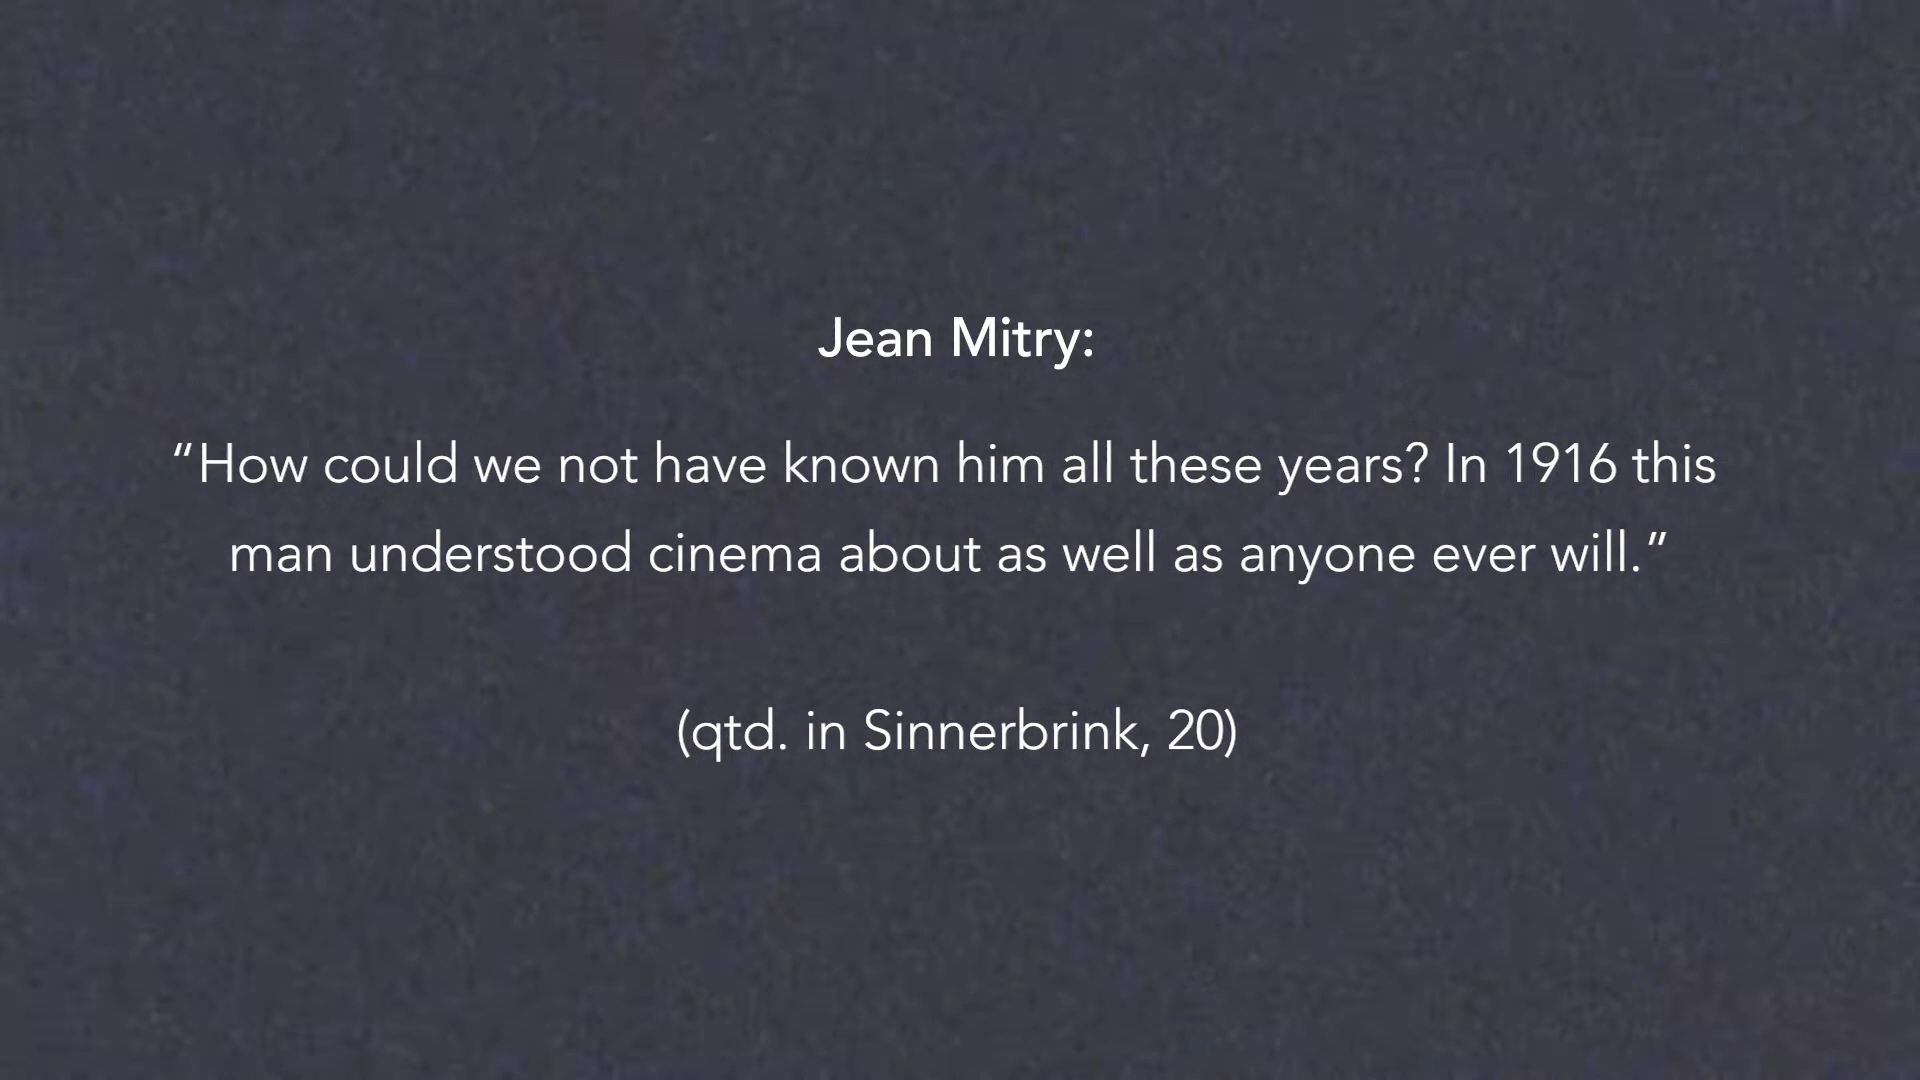 Jean Mitry:
“How could we not have known him all these years? In 1916 this
man understood cinema about as well as anyone ever will.”
(qtd. in Sinnerbrink, 20)